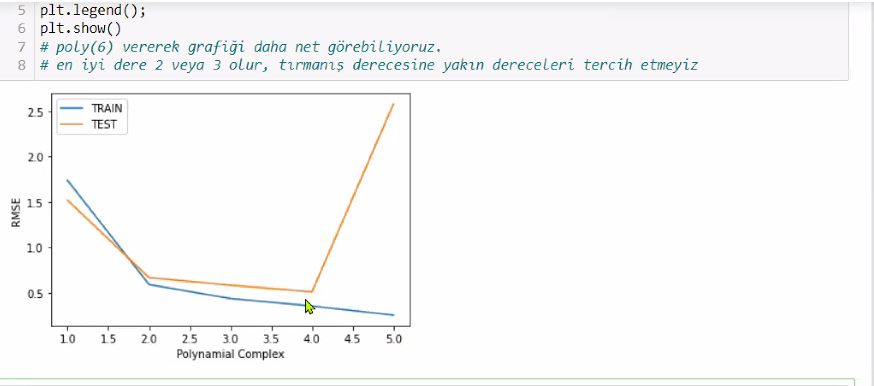 5 plt.legend();
6 plt.show()
7 # poly(6) vererek grafiği daha net görebiliyoruz.
8 # en iyi dere 2 veya 3 olur, tırmanış derecesine yakın dereceleri tercih etmeyiz
TRAIN
TEST
2.5
2.0
1.5
1.0
0.5
RMSE
1.0 1.5 2.0 2.5 3.0 3.5 4.0 4.5 5.0
Polynamial Complex